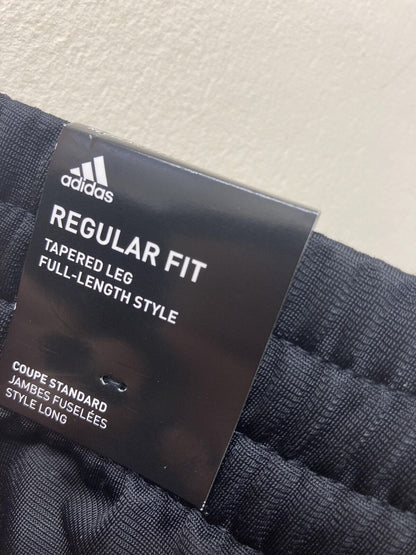 adidas
REGULAR FIT
TAPERED LEG
FULL-LENGTH STYLE
COUPE STANDARD
JAMBES FUSELÉES
STYLE LONG